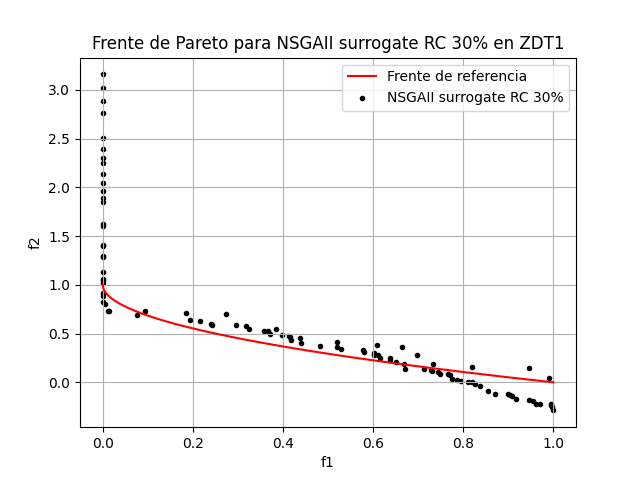 Frente de Pareto para NSGAII surrogate RC 30% en ZDT1
Frente de referencia
NSGAII surrogate RC 30%
f2
3.0
2.5
2.0
1.5
1.0
0.5
0.0
0.0 0.2 0.4 0.6 0.8 1.0
f1